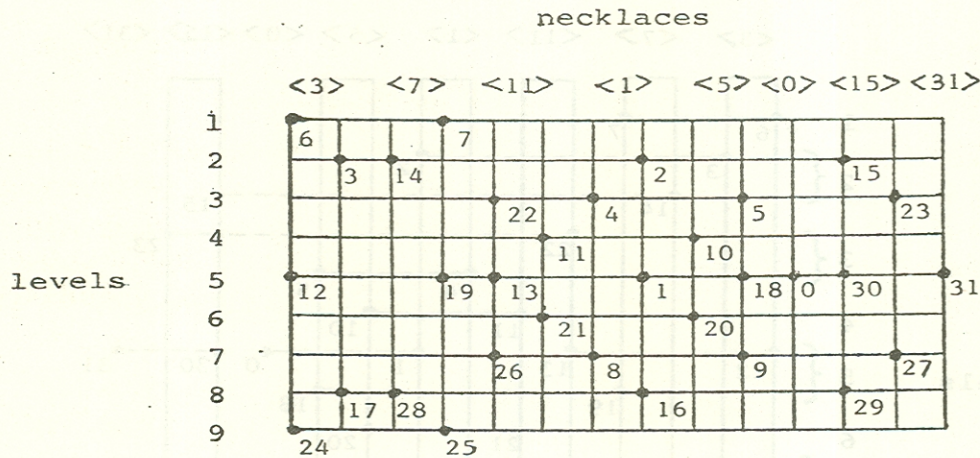 necklaces
<3> <7> <11> <1> <5> <0> <15> <31>
1 6 7
2 3 14 2 15
3 22 4 5 23
4 11 10
levels 5 12 19 13 1 18 0 30 31
6 21 20
7 26 8 9 27
8 17 28 16 29
9 24 25